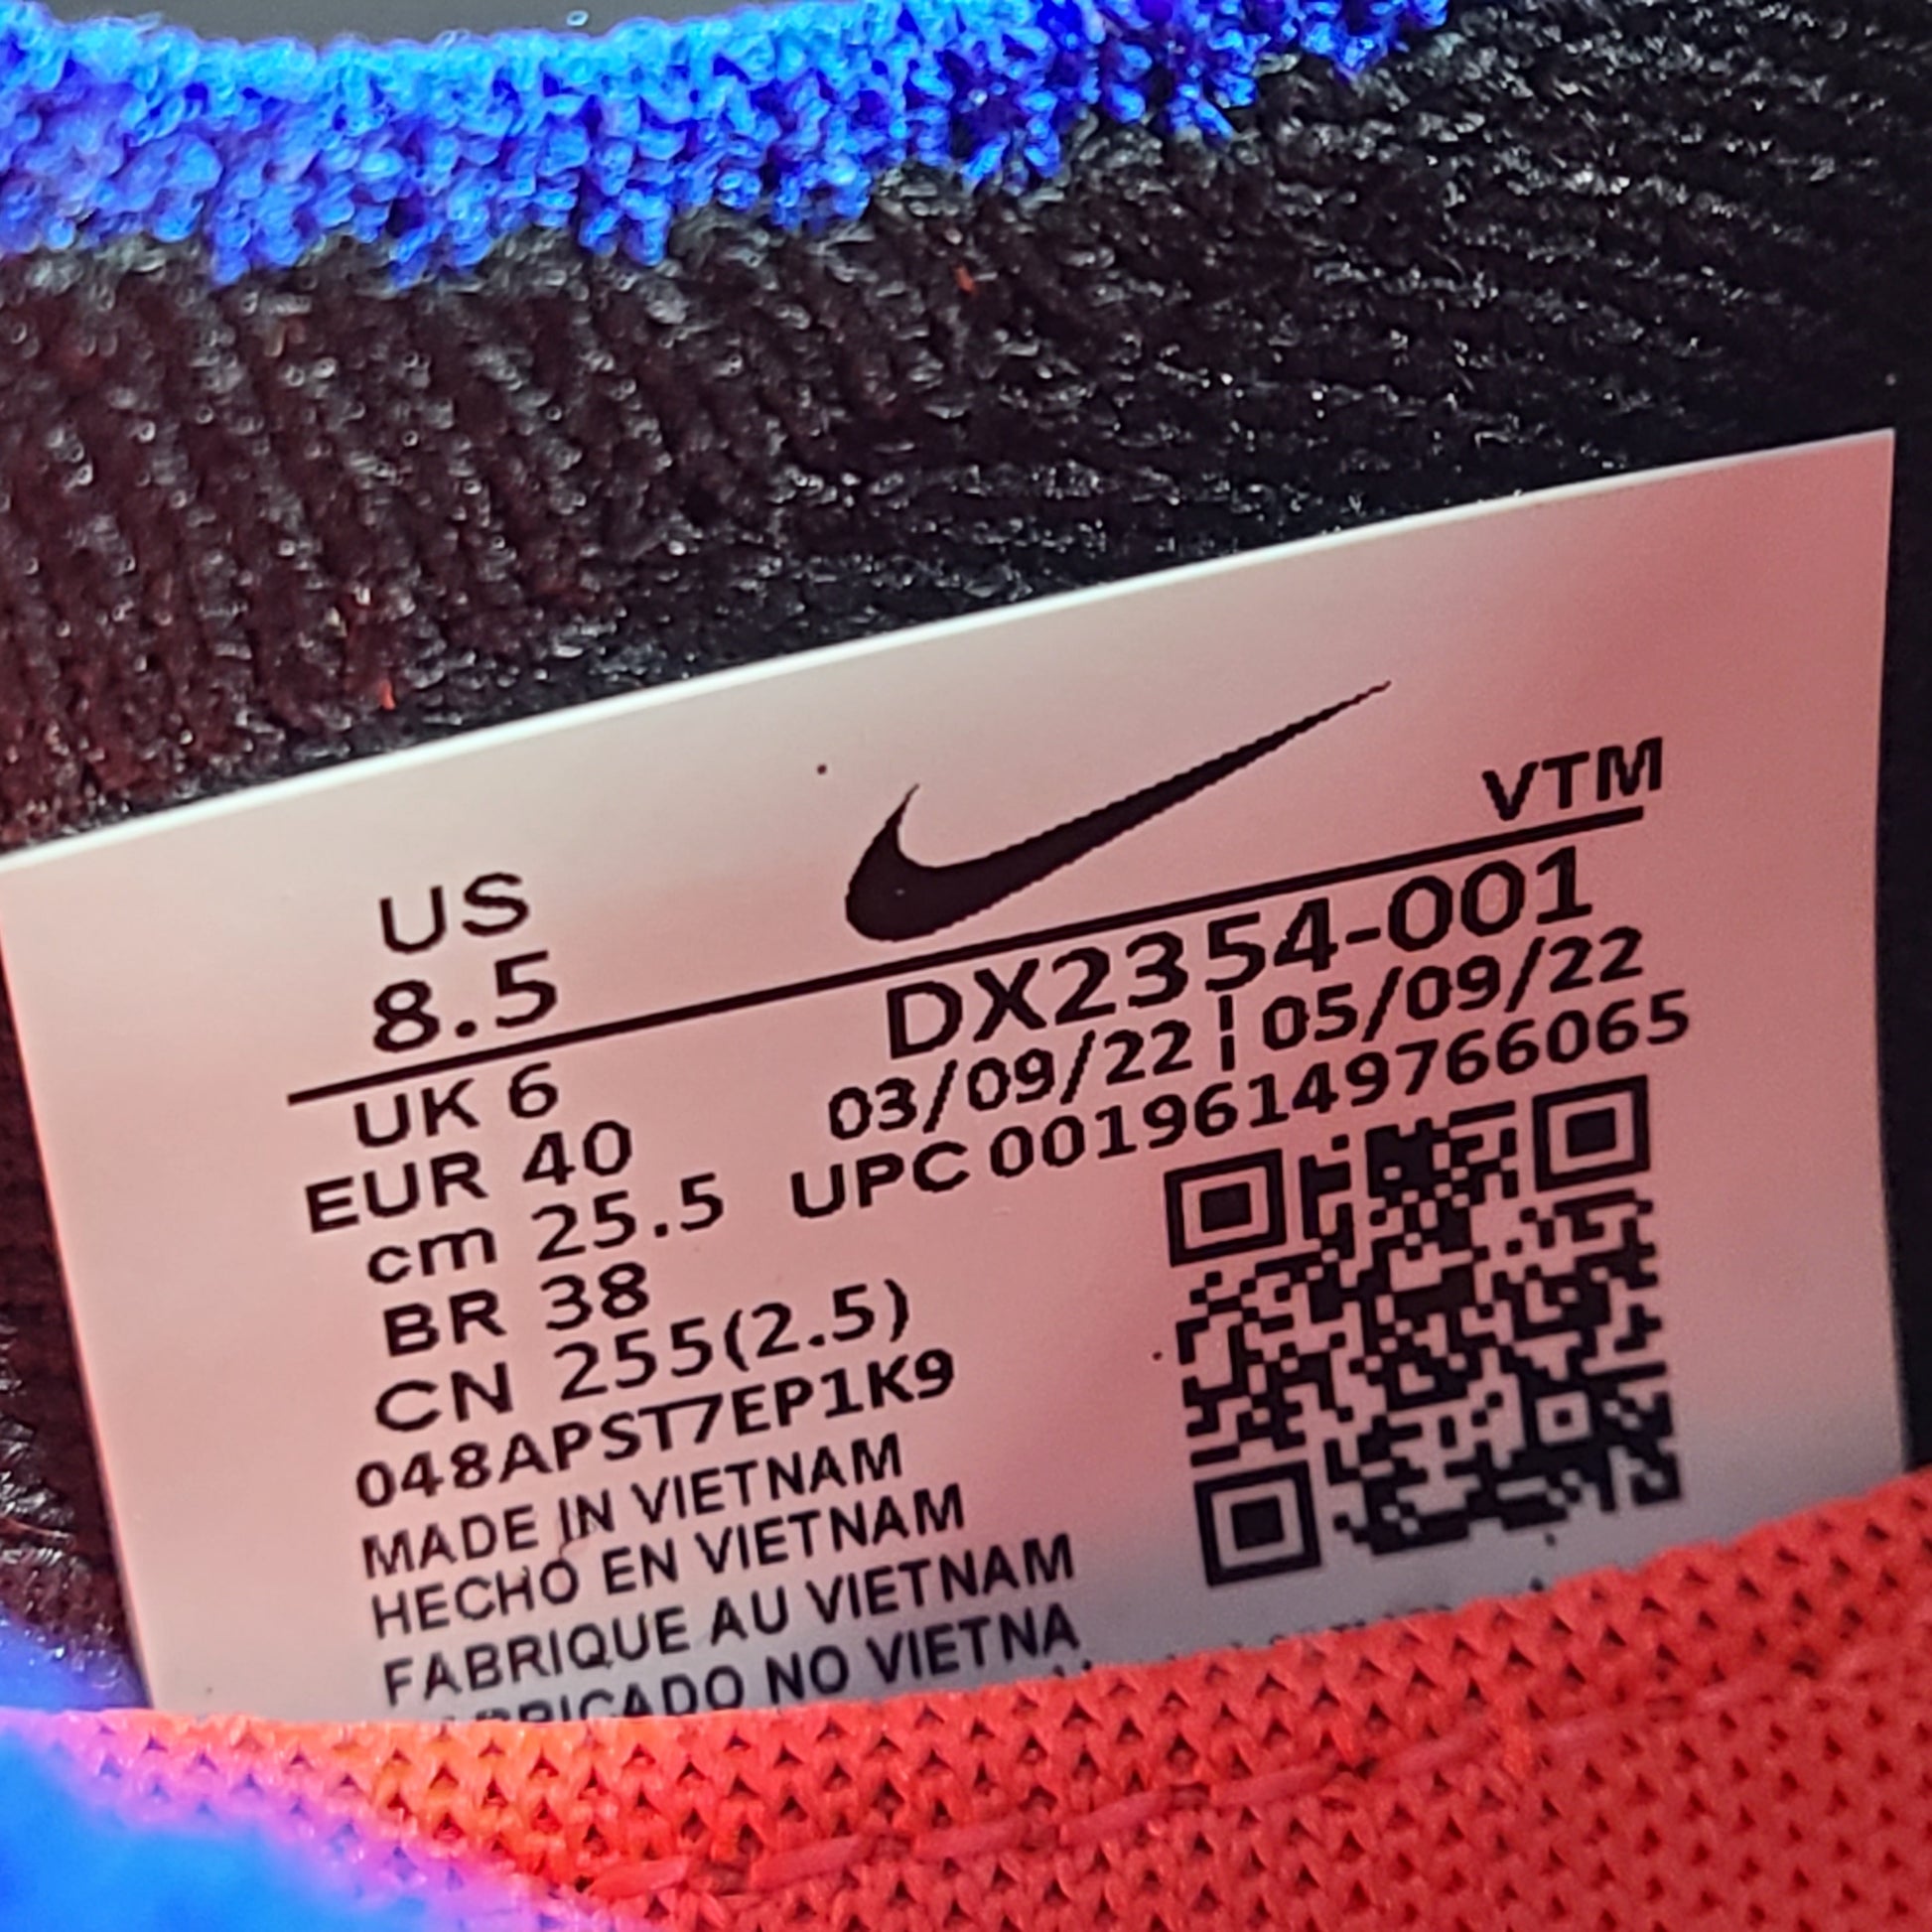 US
8.5
UK 6
EUR 40
cm 25.5
BR 38
CN 255(2.5)
048APST7EP1K9
MADE IN VIETNAM
HECHO EN VIETNAM
FABRIQUE AU VIETNAM
NO VIETNA
VTM
DX2354-001
03/09/22 ¦ 05/09/22
UPC 00196149766065